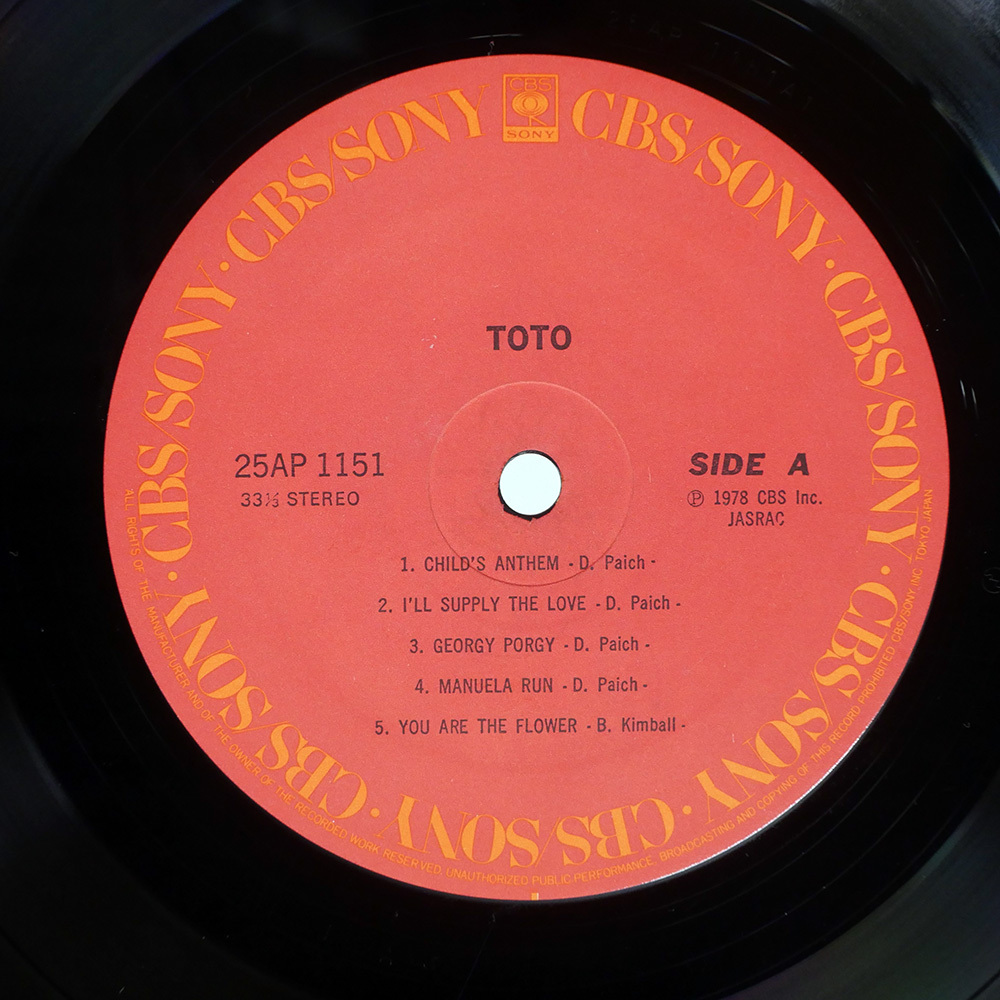 CBS
SONY
CBS/SONY · CBS/SONY · CBS/SONY · CBS/SONY · CBS/SONY · CBS/SONY · CBS/SONY · CBS/SONY
TOTO
25AP 1151
33⅓ STEREO
SIDE A
Ⓟ 1978 CBS Inc.
JASRAC
1. CHILD'S ANTHEM - D. Paich -
2. I'LL SUPPLY THE LOVE - D. Paich -
3. GEORGY PORGY - D. Paich -
4. MANUELA RUN - D. Paich -
5. YOU ARE THE FLOWER - B. Kimball -
ALL RIGHTS OF THE MANUFACTURER AND OF THE OWNER OF THE RECORDED WORK RESERVED. UNAUTHORIZED PUBLIC PERFORMANCE, BROADCASTING AND COPYING OF THIS RECORD PROHIBITED CBS/SONY INC TOKYO JAPAN